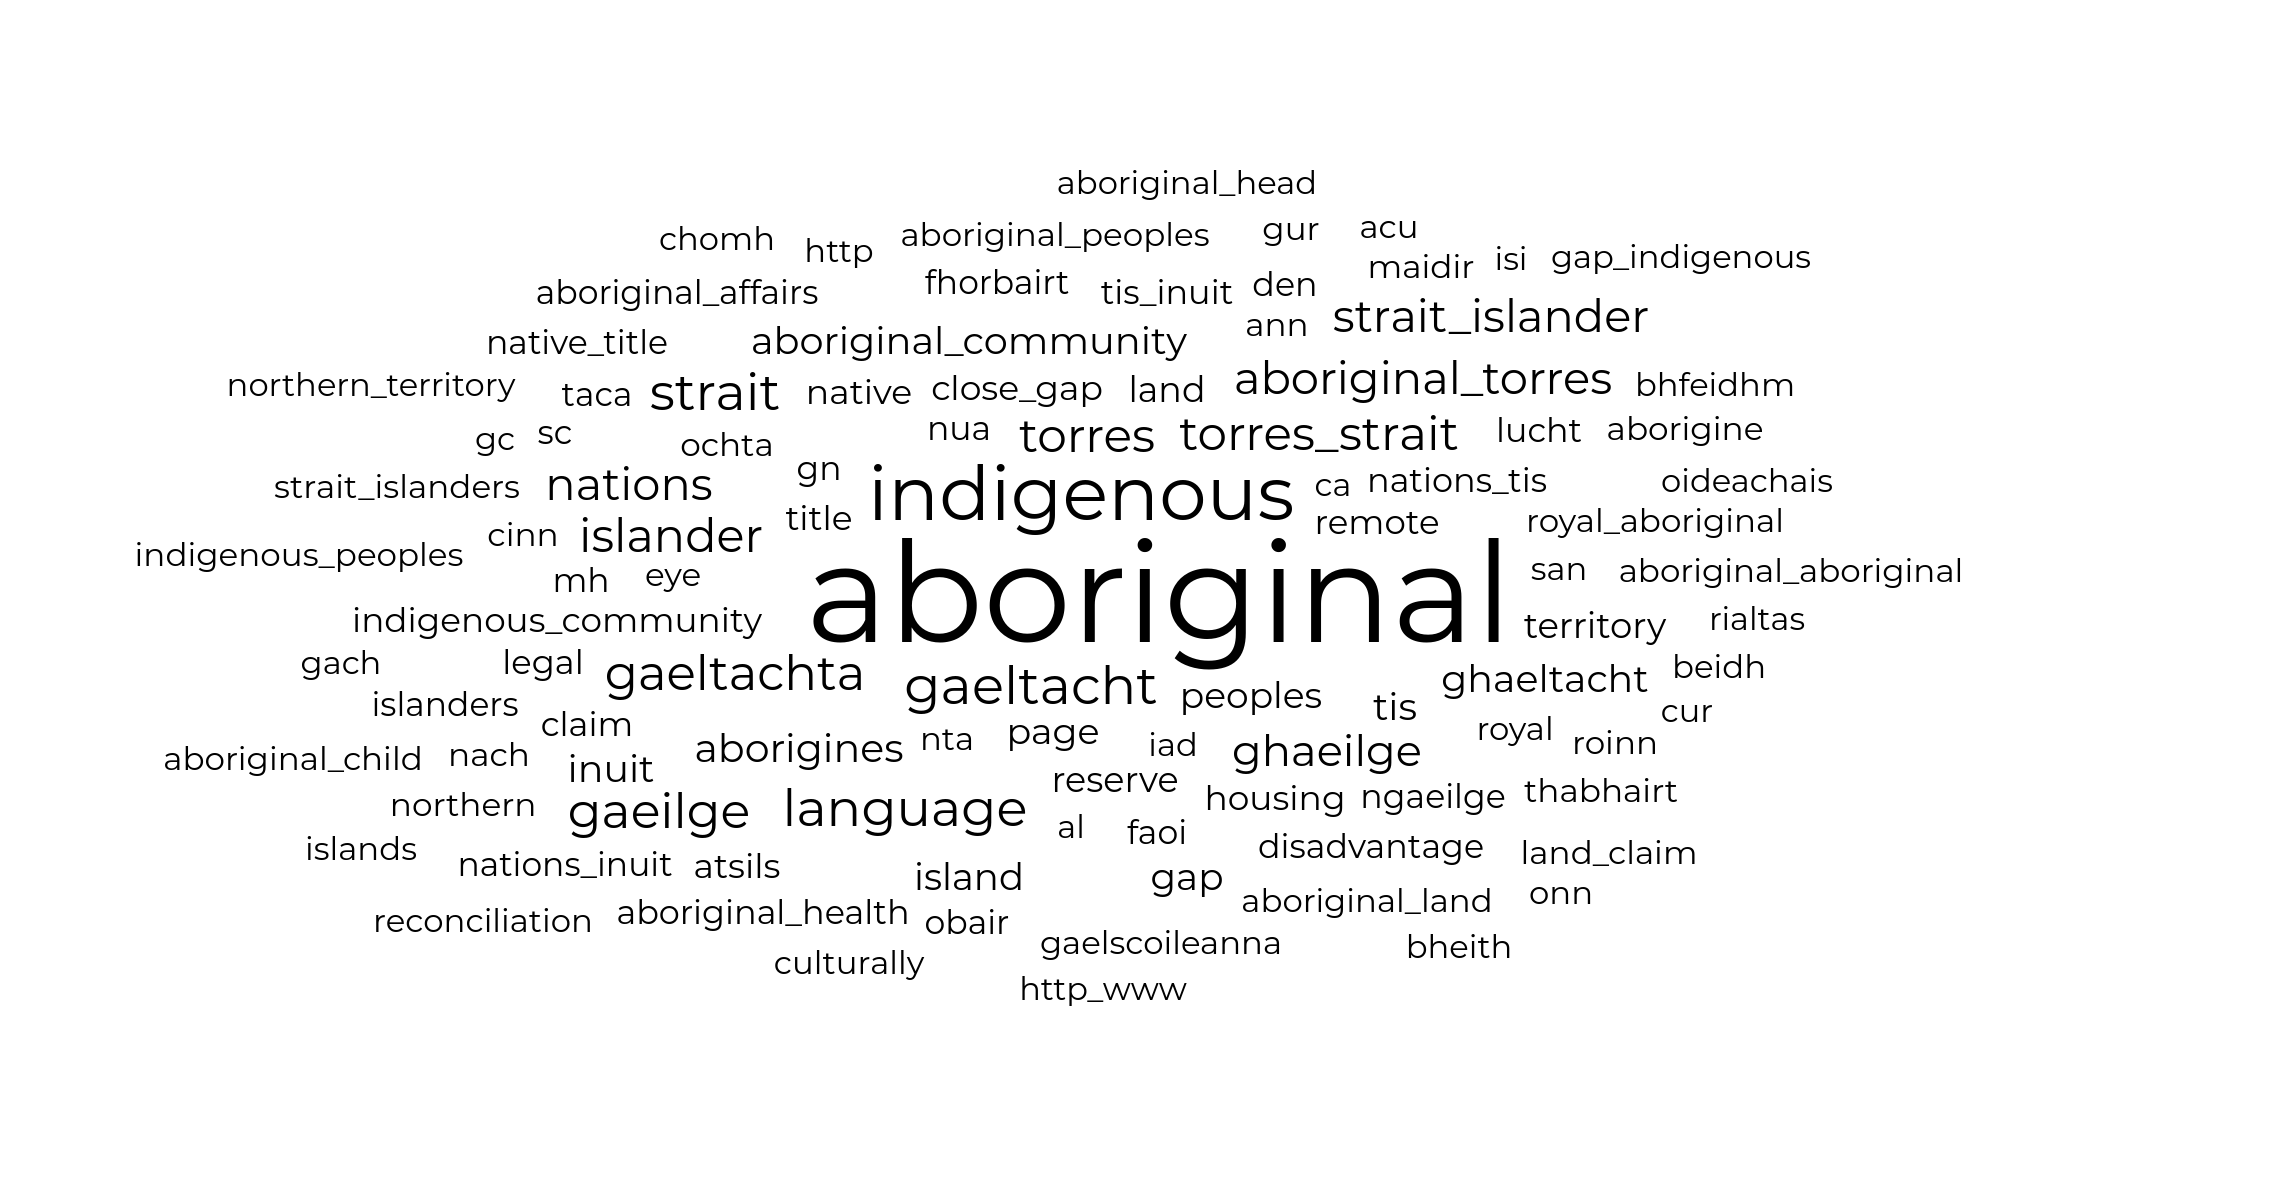 aboriginal_head
chomh http aboriginal_peoples gur acu
maidir isi gap_indigenous
aboriginal_affairs fhorbairt tis_inuit den
native_title aboriginal_community ann strait_islander
northern_territory taca strait native close_gap land aboriginal_torres bhfeidhm
gc sc ochta nua torres torres_strait lucht aborigine
strait_islanders nations gn indigenous ca nations_tis oideachais
cinn islander title remote royal_aboriginal
indigenous_peoples mh eye aboriginal san aboriginal_aboriginal
indigenous_community territory rialtas
gach legal gaeltachta gaeltacht peoples tis ghaeltacht beidh
islanders claim page royal cur
aboriginal_child nach inuit aborigines nta iad ghaeilge roinn
northern gaeilge language reserve housing ngaeilge thabhairt
islands nations_inuit atsils al faoi disadvantage land_claim
island gap
reconciliation aboriginal_health obair aboriginal_land onn
culturally gaelscoileanna bheith
http_www